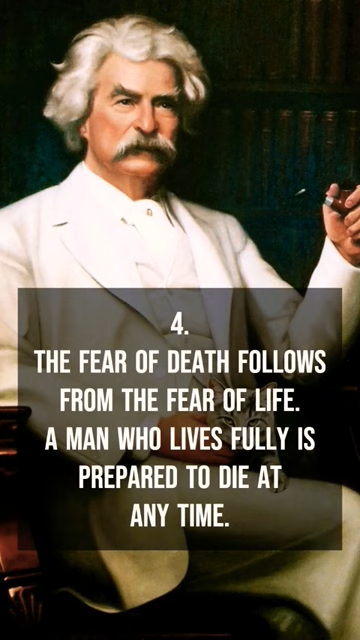 4.
THE FEAR OF DEATH FOLLOWS
FROM THE FEAR OF LIFE.
A MAN WHO LIVES FULLY IS
PREPARED TO DIE AT
ANY TIME.